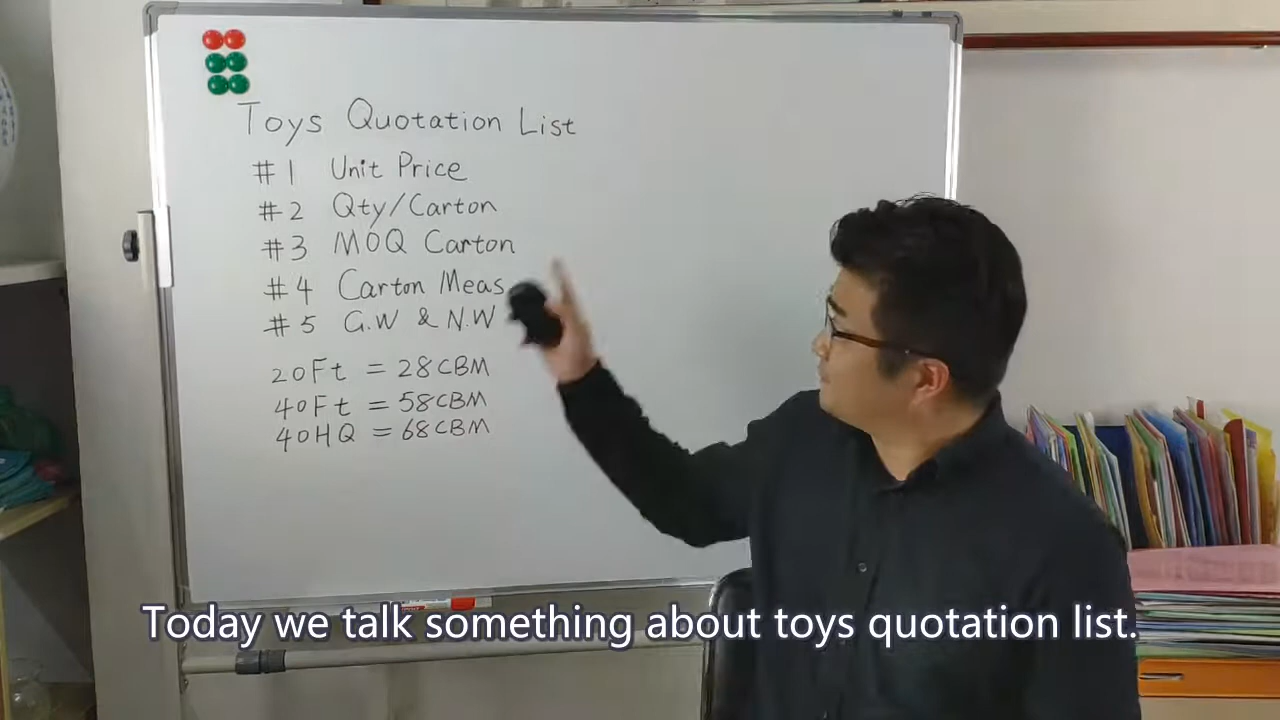 Toys Quotation List
#1 Unit Price
#2 Qty/Carton
#3 MOQ Carton
#4 Carton Meas
#5 G.W & N.W
20Ft = 28CBM
40Ft = 58CBM
40HQ = 68CBM
Today we talk something about toys quotation list.